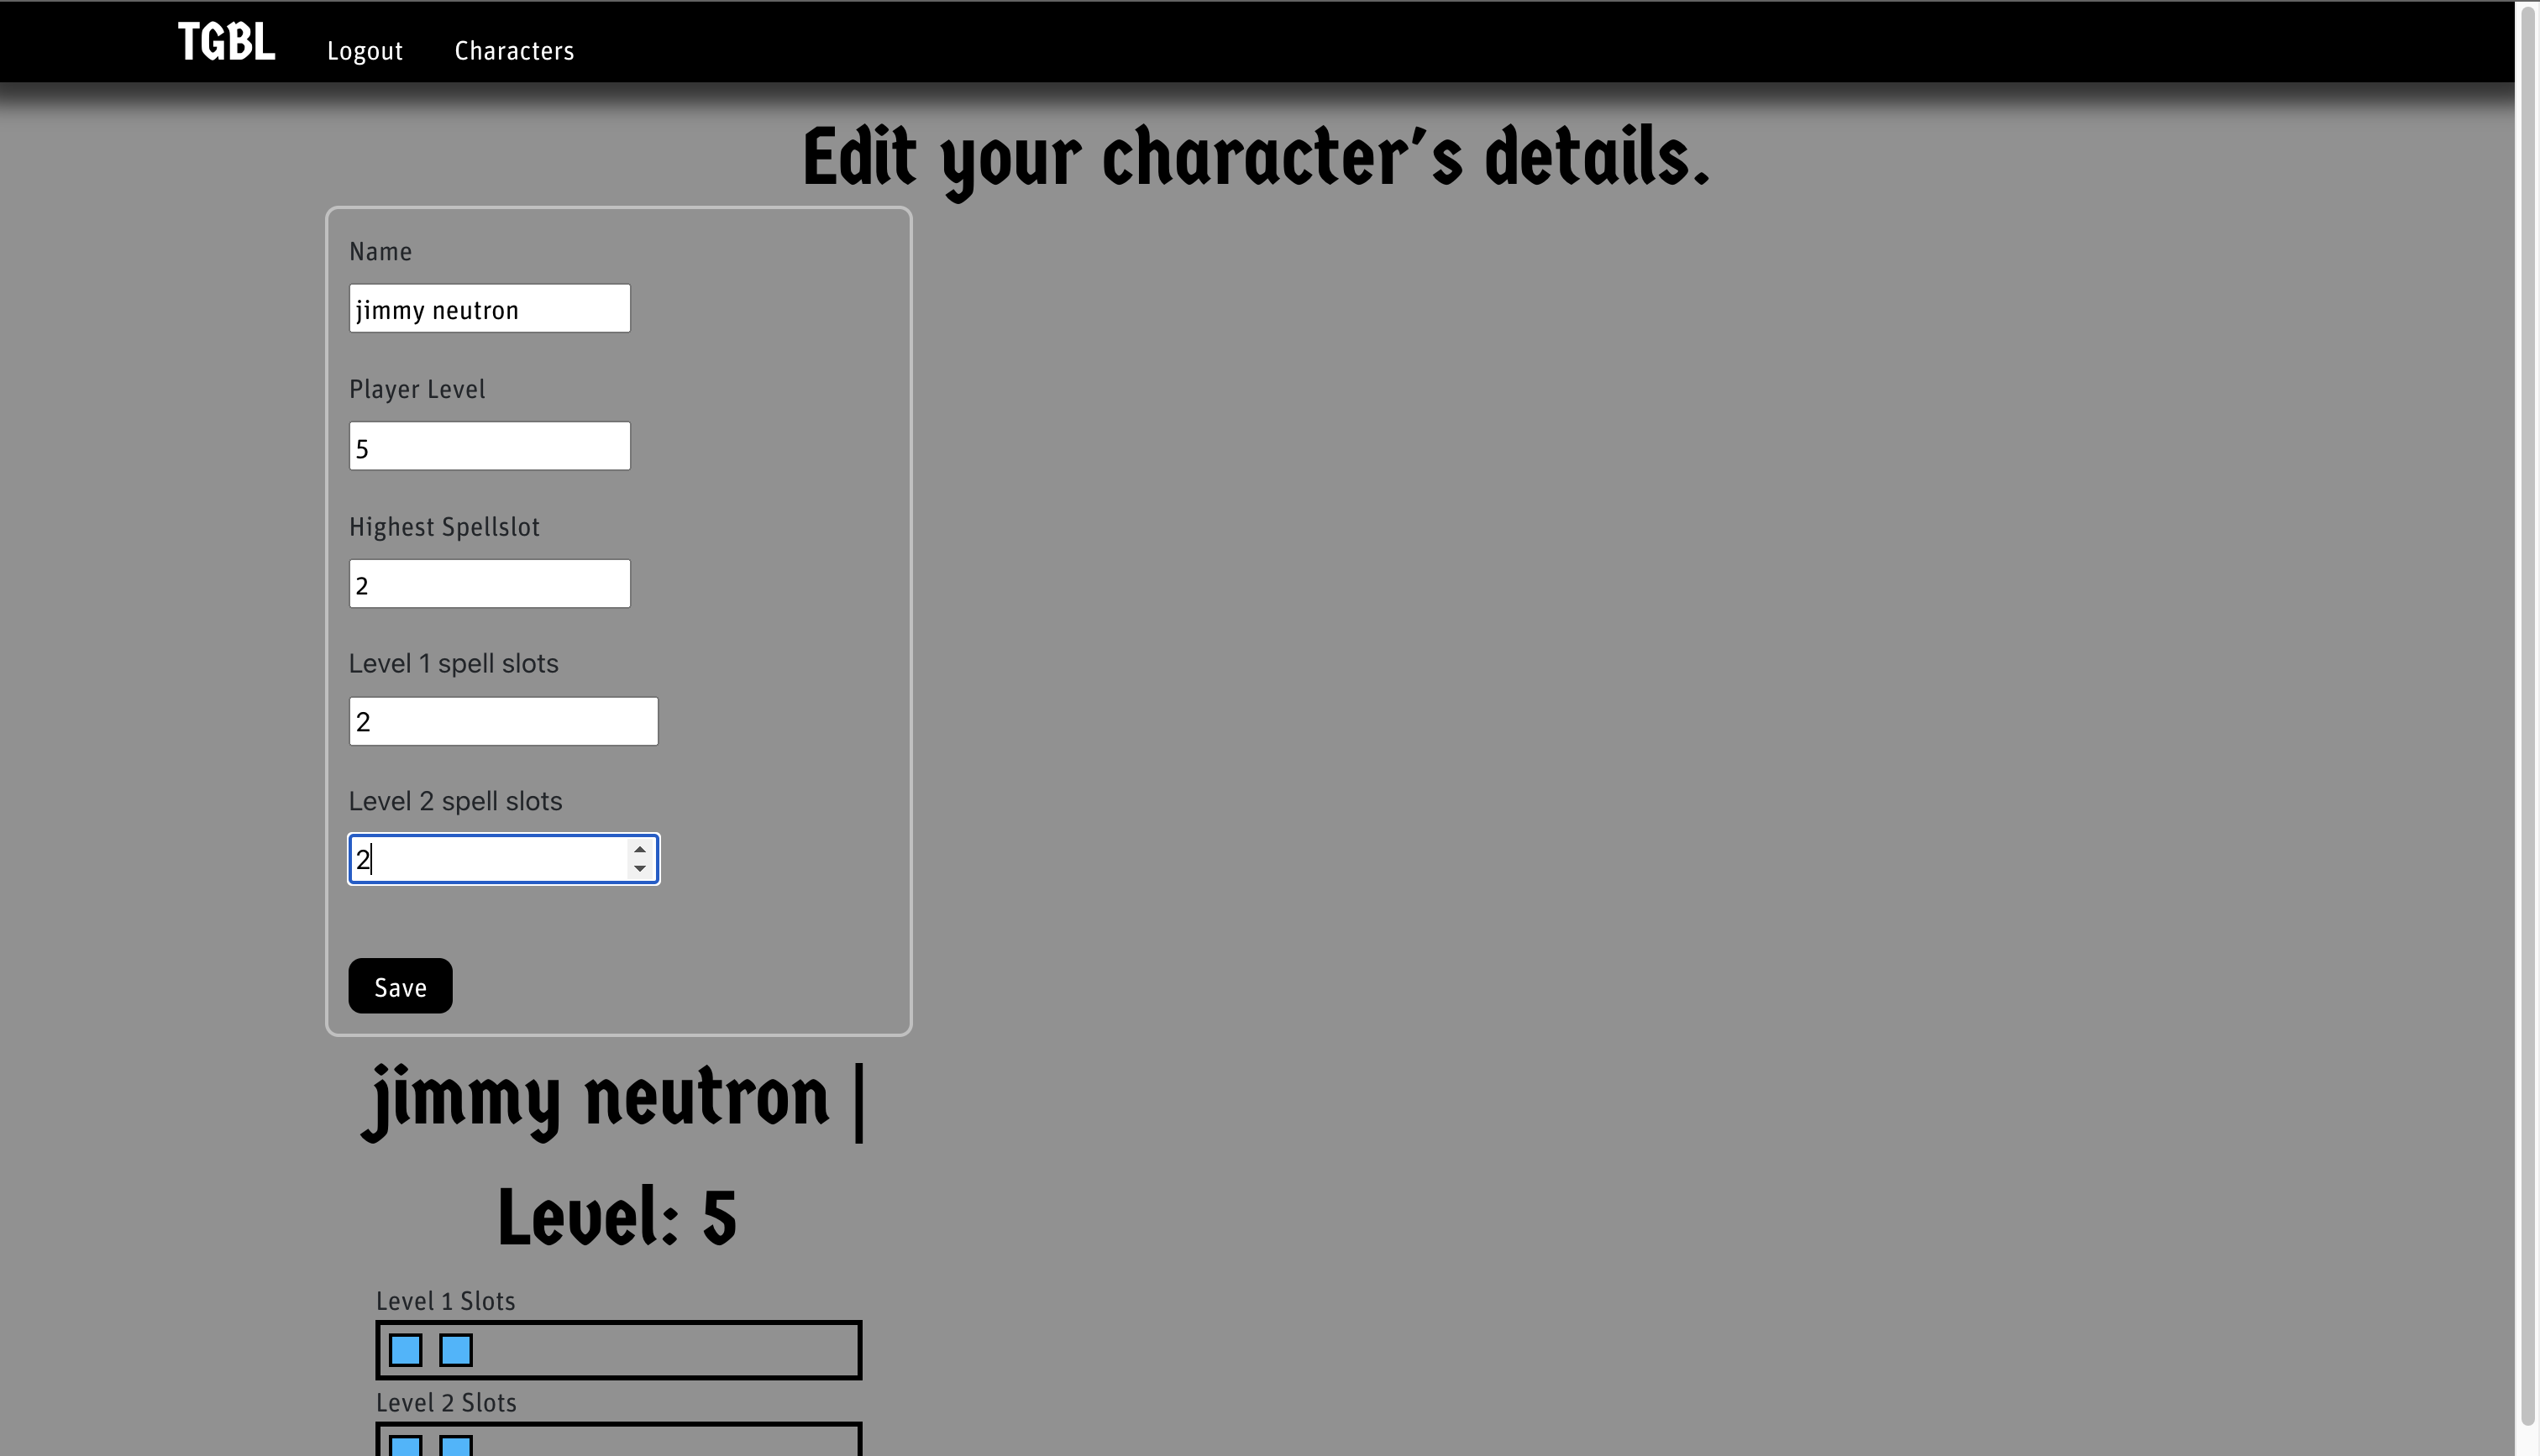 TGBL Logout Characters
Edit your character's details.
Name
jimmy neutron
Player Level
5
Highest Spellslot
2
Level 1 spell slots
2
Level 2 spell slots
2
Save
jimmy neutron |
Level: 5
Level 1 Slots
Level 2 Slots